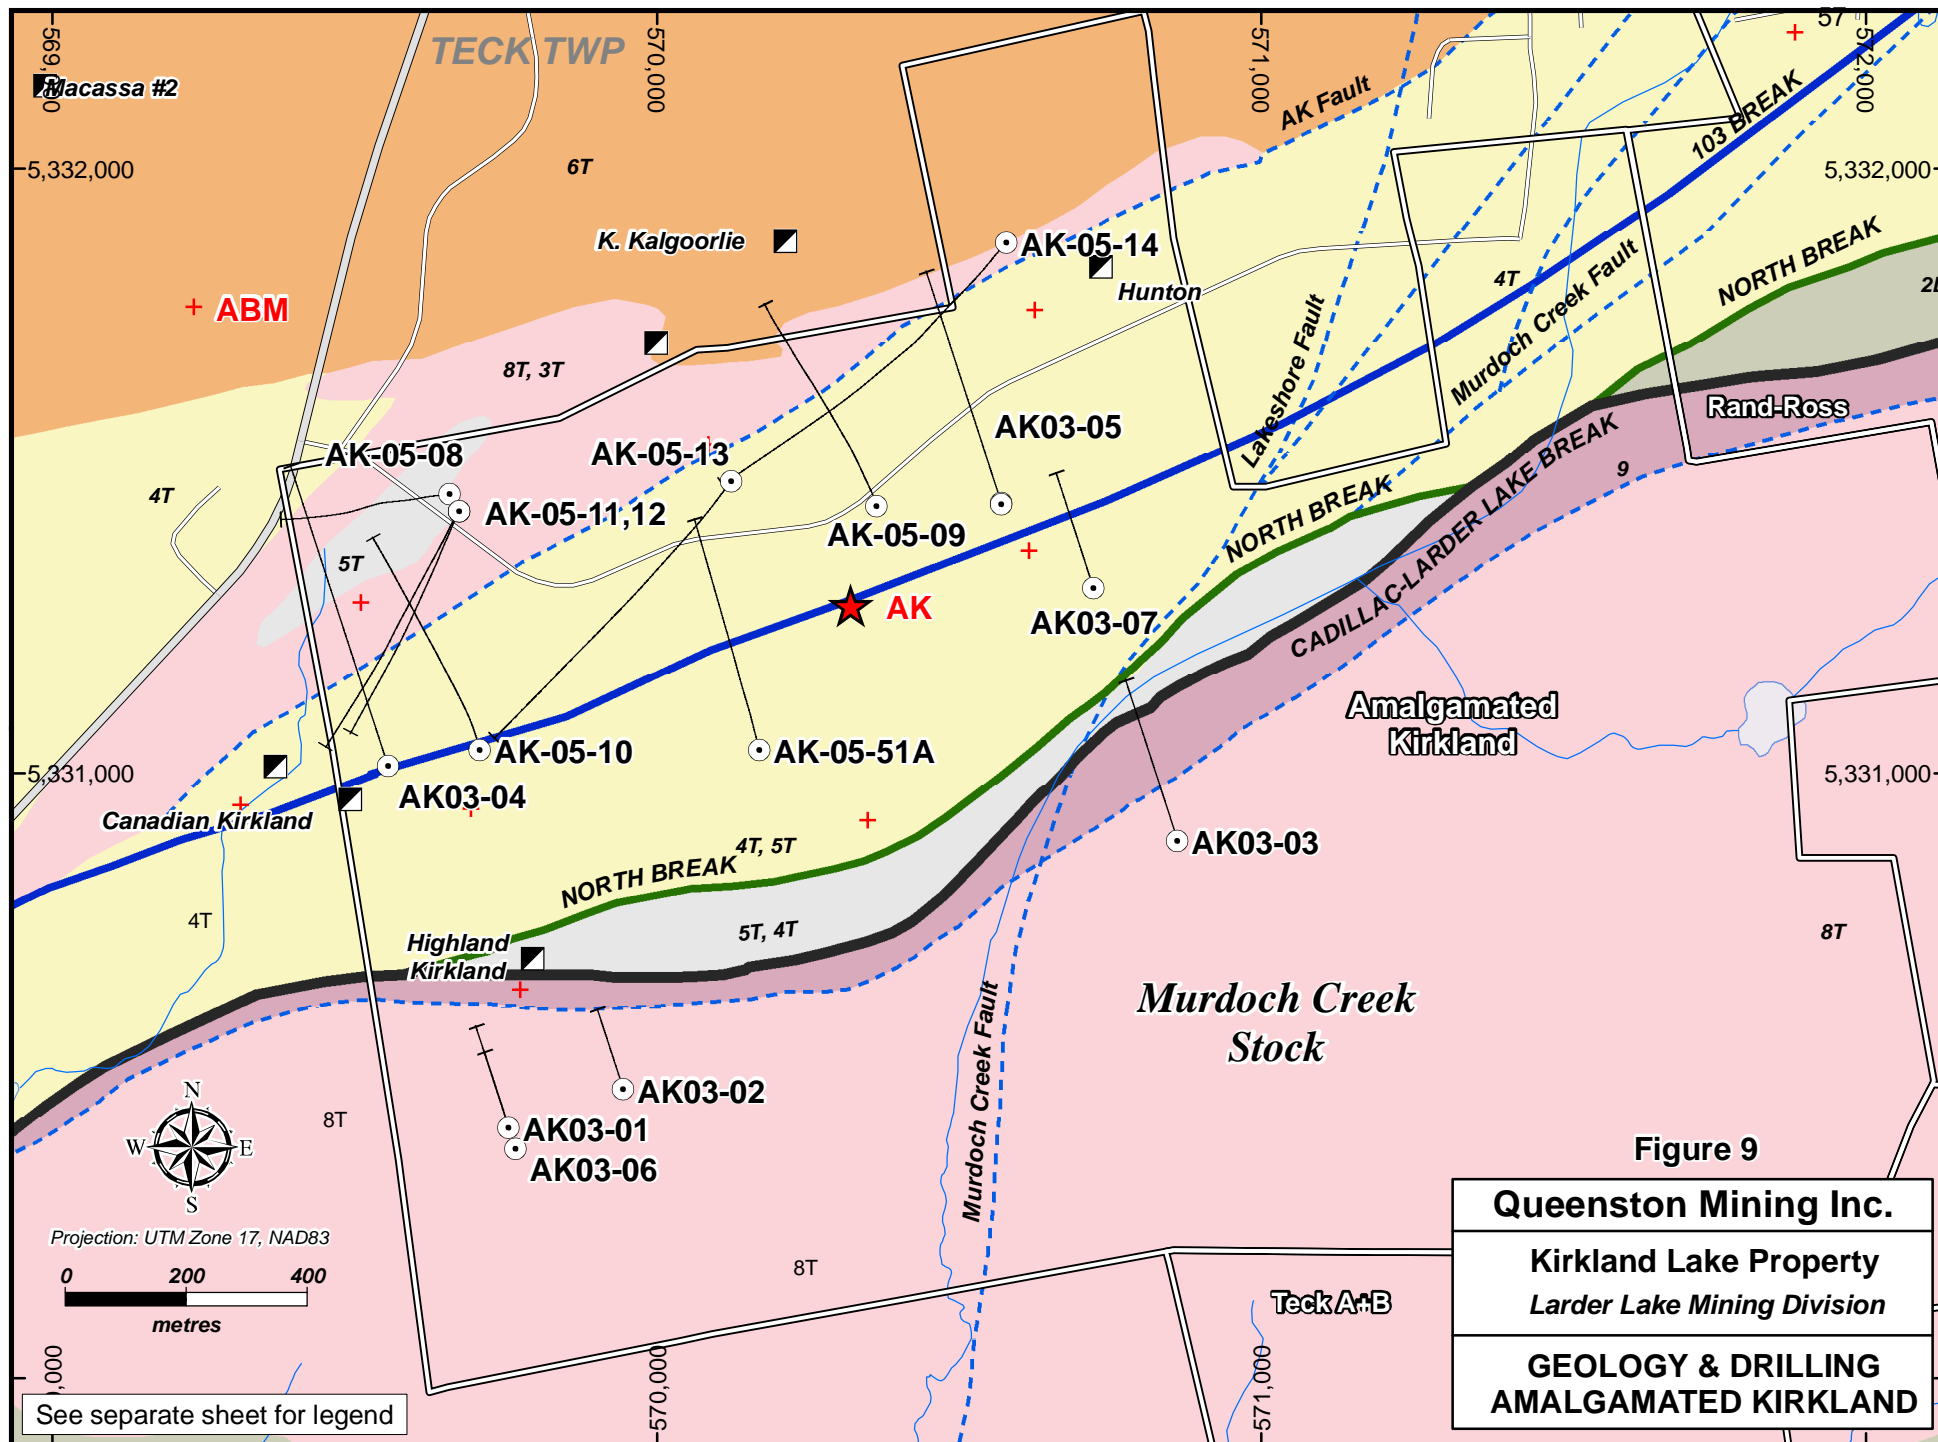 TECK TWP
569,000
570,000
571,000
57
572,000
Macassa #2
AK Fault
103 BREAK
5,332,000
6T
5,332,000
K. Kalgoorlie
AK-05-14
Hunton
4T
NORTH BREAK
2
ABM
Lakeshore Fault
Murdoch Creek Fault
8T, 3T
Rand-Ross
AK03-05
AK-05-08
AK-05-13
4T
9
AK-05-11,12
NORTH BREAK
AK-05-09
CADILLAC-LARDER LAKE BREAK
5T
AK
AK03-07
Amalgamated
Kirkland
AK-05-10
AK-05-51A
5,331,000
5,331,000
AK03-04
Canadian Kirkland
AK03-03
4T, 5T
NORTH BREAK
4T
5T, 4T
8T
Highland
Kirkland
Murdoch Creek
Stock
Murdoch Creek Fault
AK03-02
8T
AK03-01
AK03-06
N
W E
S
Figure 9
Queenston Mining Inc.
Kirkland Lake Property
Larder Lake Mining Division
GEOLOGY & DRILLING
AMALGAMATED KIRKLAND
Projection: UTM Zone 17, NAD83
0 200 400
metres
8T
Teck A+B
,000
570,000
571,000
See separate sheet for legend